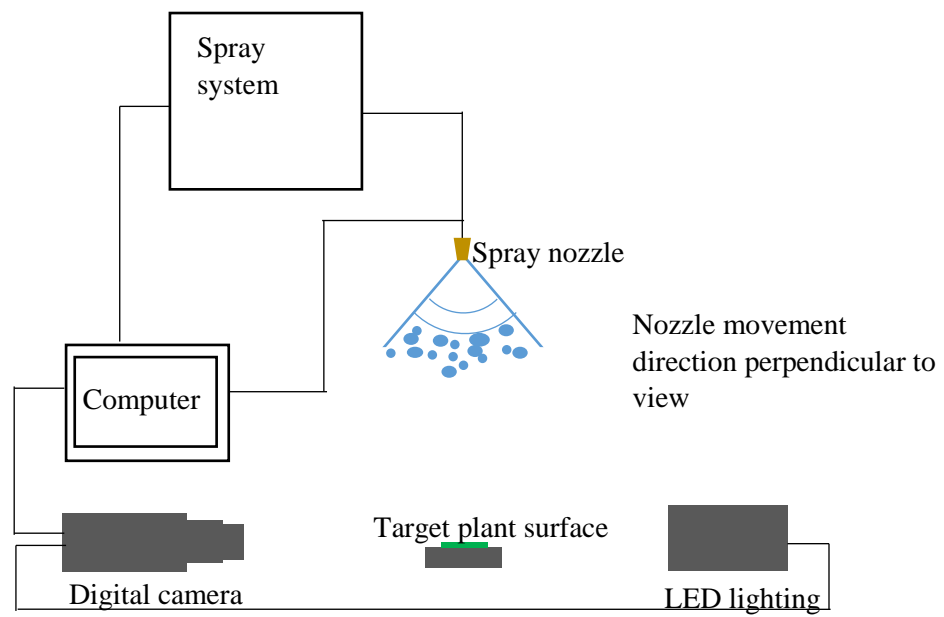 Spray
system
Spray nozzle
Nozzle movement
direction perpendicular to
view
Computer
Target plant surface
Digital camera
LED lighting